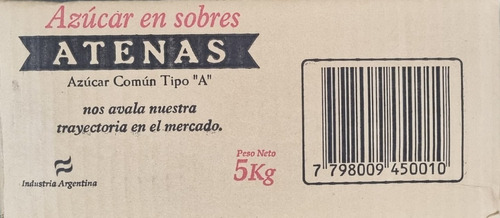 Azúcar en sobres
ATENAS
Azúcar Común Tipo "A"
nos avala nuestra
trayectoria en el mercado.
Industria Argentina
Peso Neto
5Kg
7 798009 450010